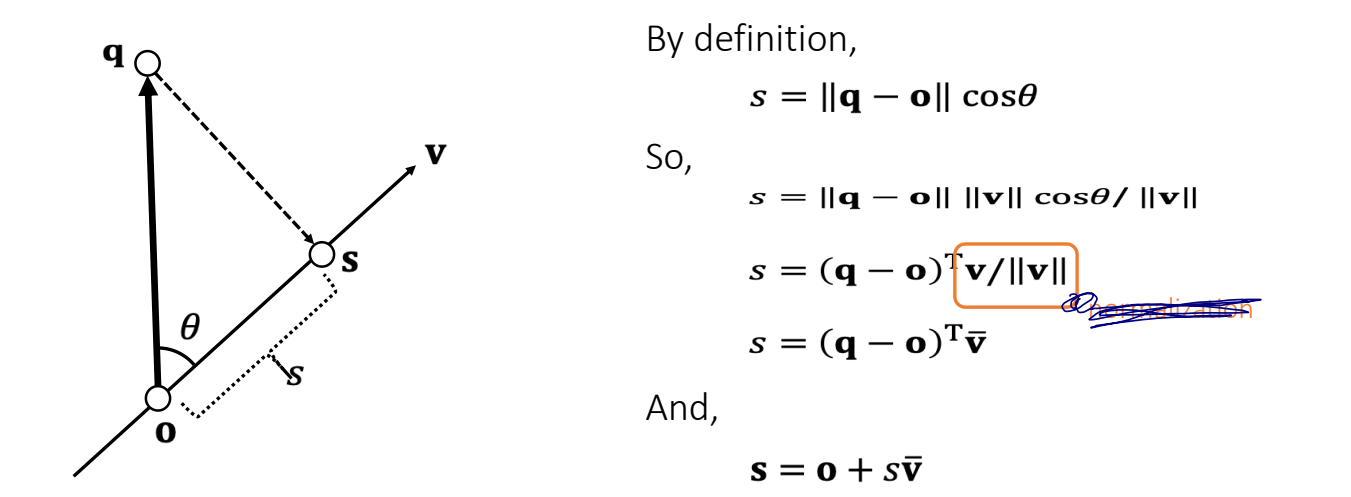 q
v
s
θ
s
o
By definition,
s = ‖q − o‖ cosθ
So,
s = ‖q − o‖ ‖v‖ cosθ/ ‖v‖
s = (q − o)ᵀv/‖v‖
s = (q − o)ᵀv̅
And,
s = o + sv̅